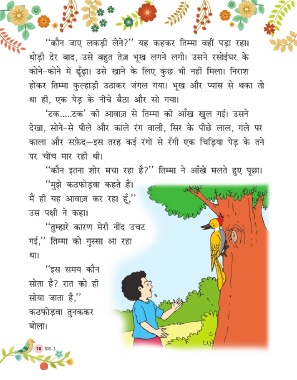 “कौन जाए लकड़ी लेने?” यह कहकर तिम्मा वहीं पड़ा रहा।
थोड़ी देर बाद, उसे बहुत तेज़ भूख लगने लगी। उसने रसोईघर के
कोने-कोने में ढूँढ़ा। उसे खाने के लिए कुछ भी नहीं मिला। निराश
होकर तिम्मा कुल्हाड़ी उठाकर जंगल गया। भूख और प्यास से थका तो
था ही, एक पेड़ के नीचे बैठा और सो गया।
‘टक.....टक’ की आवाज़ से तिम्मा की आँख खुल गई। उसने
देखा, सोने-से पीले और काले रंग वाली, सिर के पीछे लाल, गले पर
काला और सफ़ेद—इस तरह कई रंगों से रँगी एक चिड़िया पेड़ के तने
पर चोंच मार रही थी।
“कौन इतना शोर मचा रहा है?” तिम्मा ने आँखें मलते हुए पूछा।
“मुझे कठफोड़वा कहते हैं।
मैं ही यह आवाज़ कर रहा हूँ,”
उस पक्षी ने कहा।
“तुम्हारे कारण मेरी नींद उचट
गई,” तिम्मा को गुस्सा आ रहा
था।
“इस समय कौन
सोता है? रात को ही
सोया जाता है,”
कठफोड़वा तुनककर
बोला।